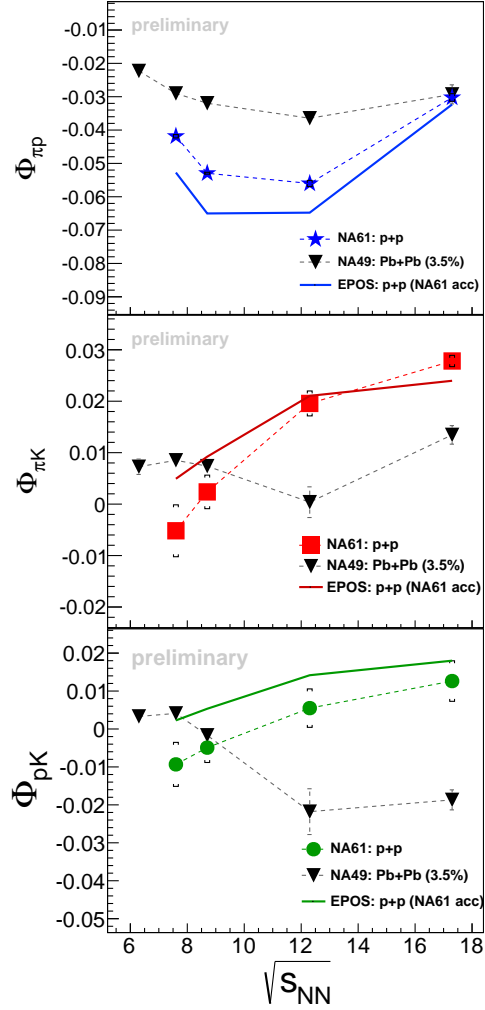 preliminary
-0.01
-0.02
-0.03
-0.04
-0.05
-0.06
-0.07
-0.08
-0.09
Φπp
NA61: p+p
NA49: Pb+Pb (3.5%)
EPOS: p+p (NA61 acc)
preliminary
0.03
0.02
0.01
0
-0.01
-0.02
ΦπK
NA61: p+p
NA49: Pb+Pb (3.5%)
EPOS: p+p (NA61 acc)
preliminary
0.02
0.01
0
-0.01
-0.02
-0.03
-0.04
-0.05
ΦpK
NA61: p+p
NA49: Pb+Pb (3.5%)
EPOS: p+p (NA61 acc)
6 8 10 12 14 16 18
√sNN